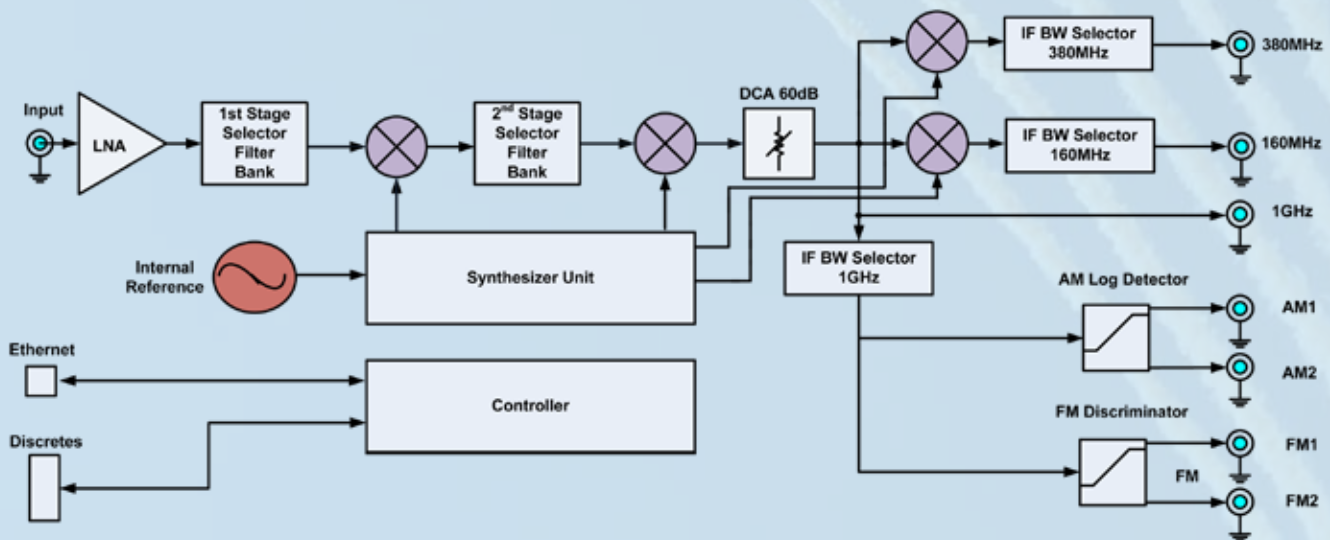 Input
LNA
1st Stage
Selector
Filter
Bank
2nd Stage
Selector
Filter
Bank
DCA 60dB
IF BW Selector
380MHz
380MHz
IF BW Selector
160MHz
160MHz
1GHz
Internal
Reference
Synthesizer Unit
IF BW Selector
1GHz
AM Log Detector
AM1
AM2
Ethernet
Controller
Discretes
FM Discriminator
FM1
FM
FM2